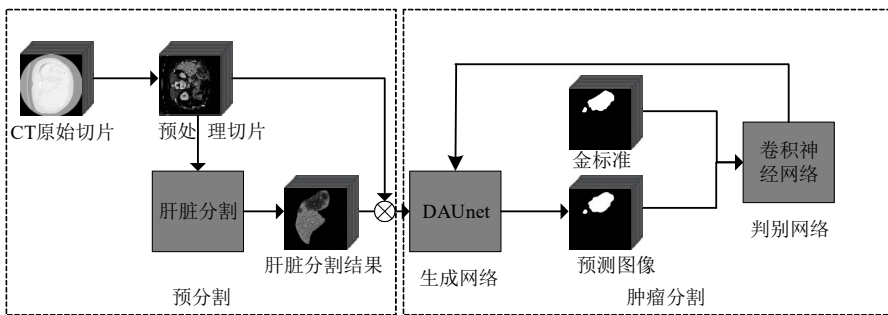 CT原始切片
预处 理切片
肝脏分割
肝脏分割结果
预分割
DAUnet
生成网络
金标准
预测图像
卷积神
经网络
判别网络
肿瘤分割